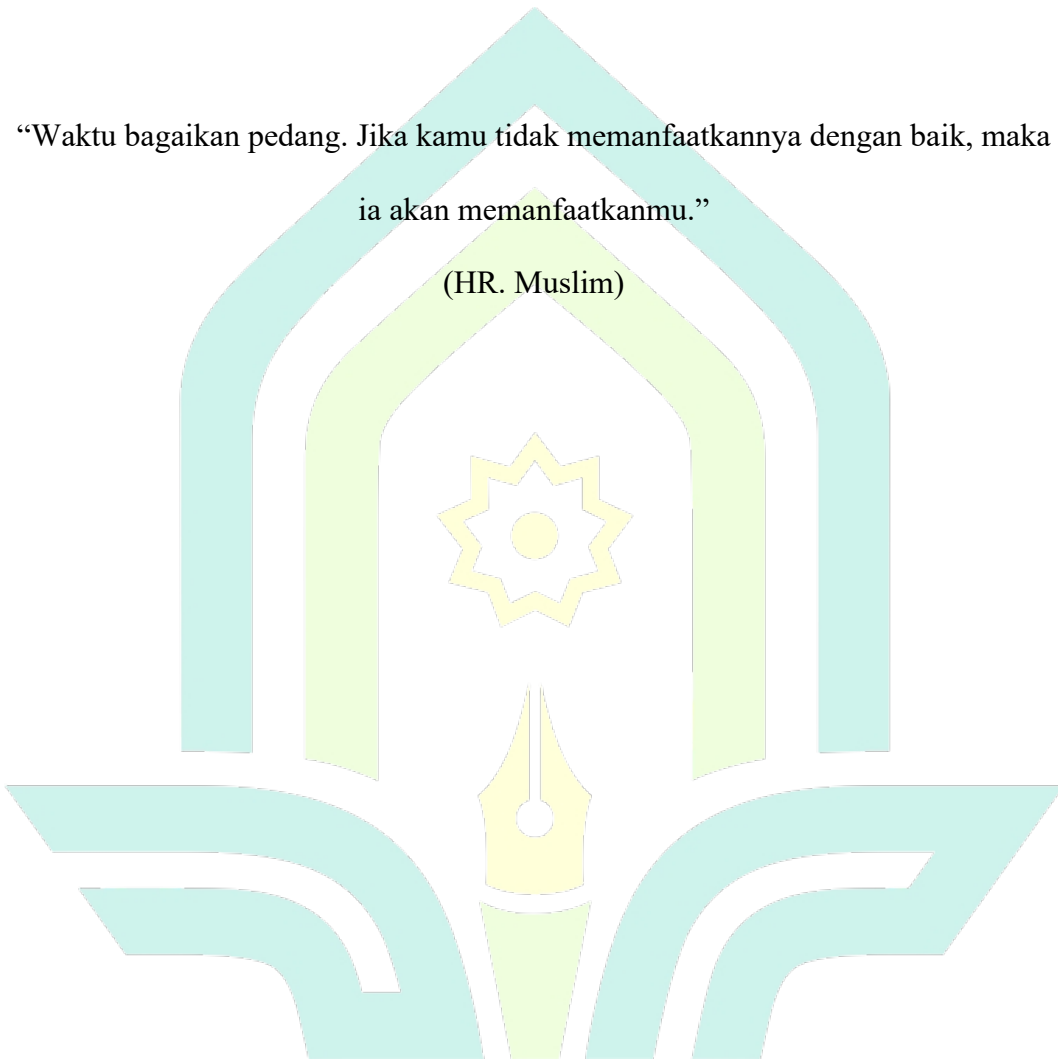 “Waktu bagaikan pedang. Jika kamu tidak memanfaatkannya dengan baik, maka
ia akan memanfaatkanmu.”
(HR. Muslim)